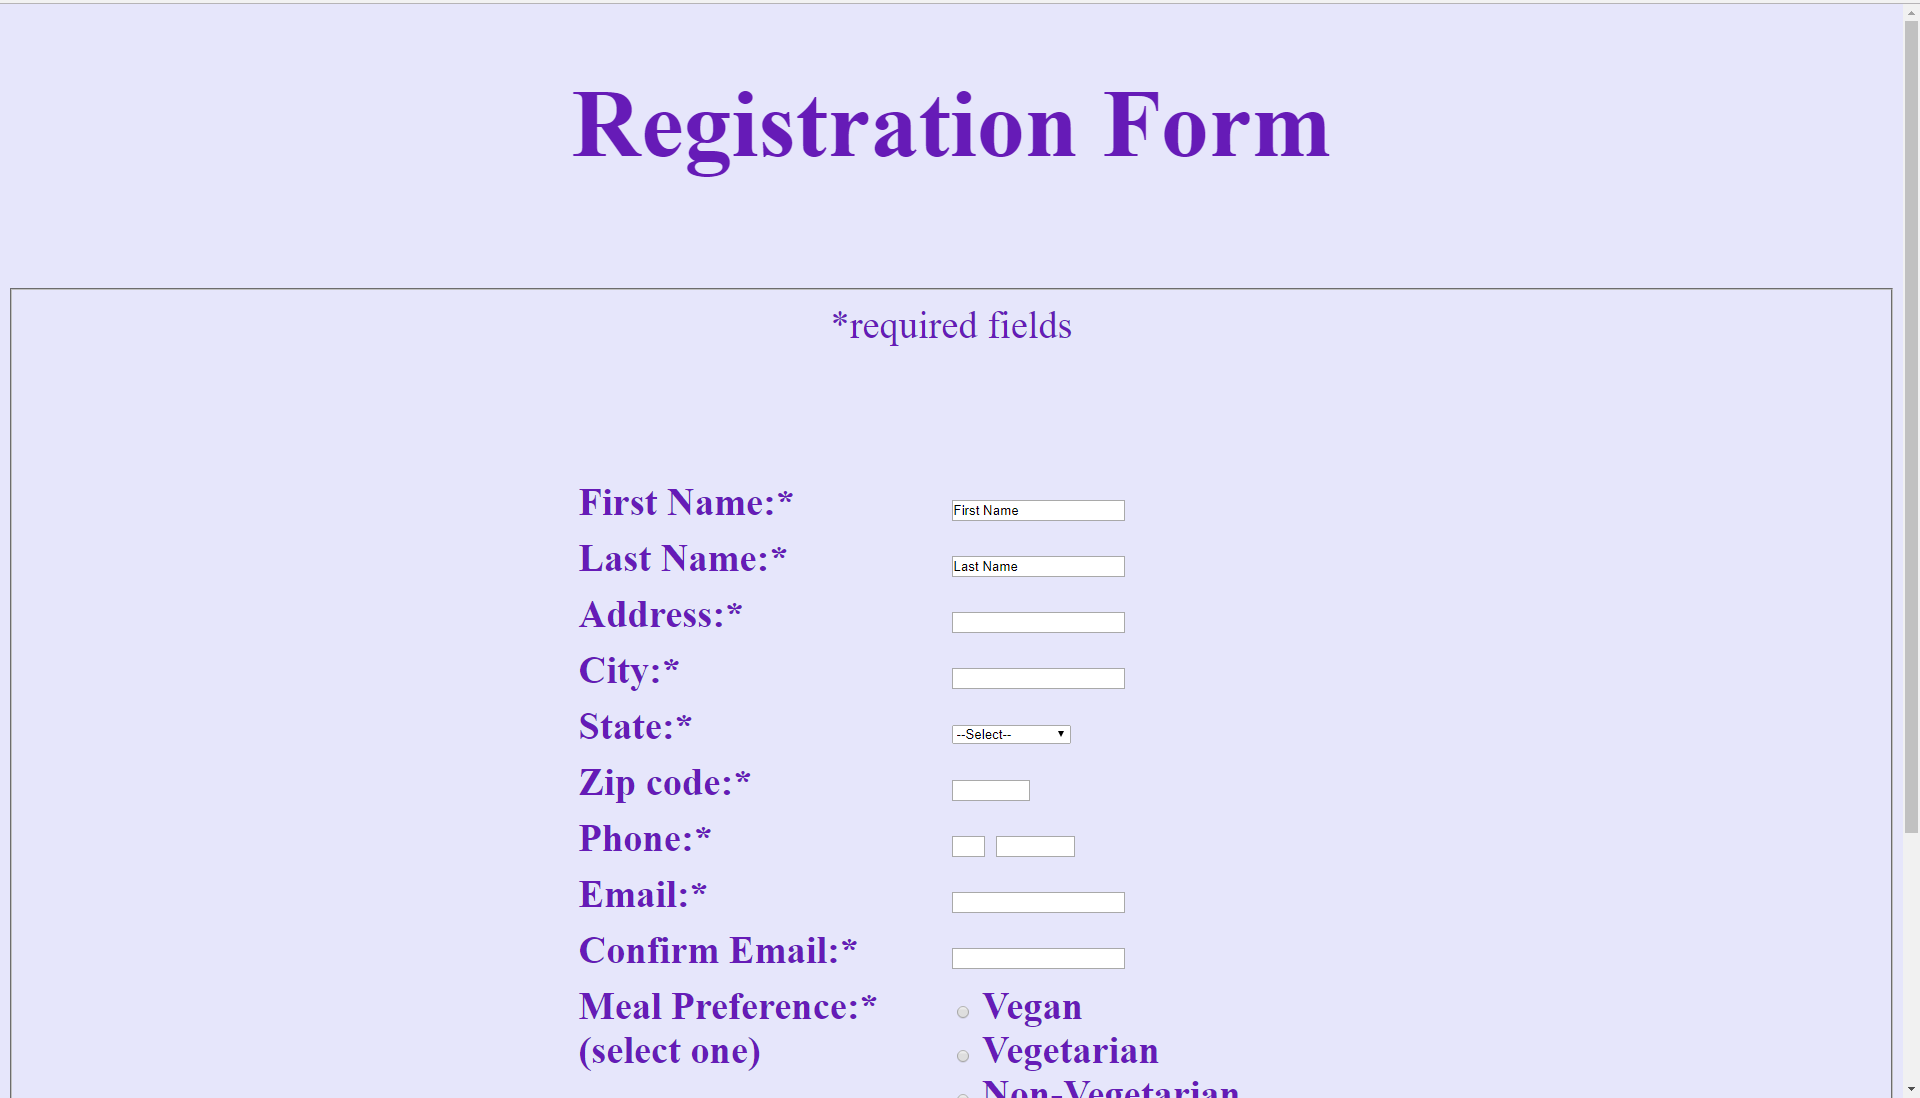 Registration Form
*required fields
First Name:* First Name
Last Name:* Last Name
Address:*
City:*
State:* --Select--
Zip code:*
Phone:*
Email:*
Confirm Email:*
Meal Preference:* Vegan
(select one) Vegetarian
Non-Vegetarian